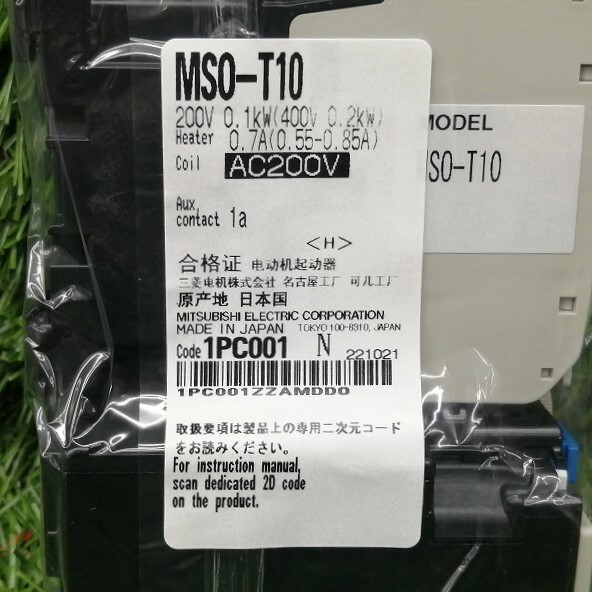 MSO-T10
200V 0.1kW(400V 0.2kW)
Heater 0.7A(0.55-0.85A)
Coil AC200V
Aux. contact 1a
<H>
合格证 电动机起动器
三菱电机株式会社 名古屋工厂 可儿工厂
原产地 日本国
MITSUBISHI ELECTRIC CORPORATION
MADE IN JAPAN TOKYO 100-8310, JAPAN
Code 1PC001 N 221021
1PC001ZZAMDD0
取扱要項は製品上の専用二次元コード
をお読みください。
For instruction manual,
scan dedicated 2D code
on the product.
MODEL
MSO-T10